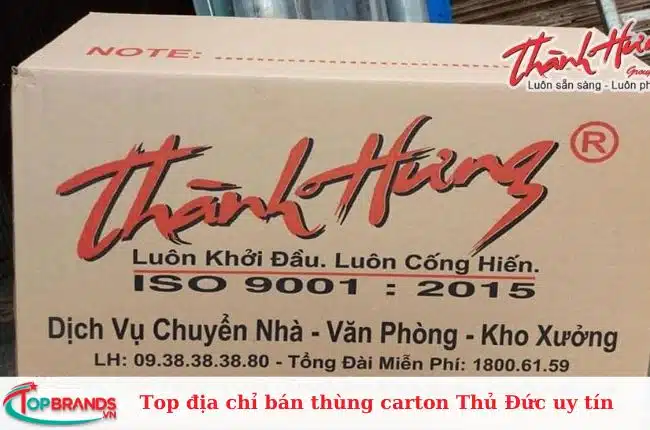 NOTE: ............................
Thành Hưng
Group
Luôn sẵn sàng - Luôn
Thành Hưng ®
Luôn Khởi Đầu. Luôn Cống Hiến.
ISO 9001 : 2015
Dịch Vụ Chuyển Nhà - Văn Phòng - Kho Xưởng
LH: 09.38.38.38.80 - Tổng Đài Miễn Phí: 1800.61.59
TOPBRANDS.VN
Top địa chỉ bán thùng carton Thủ Đức uy tín